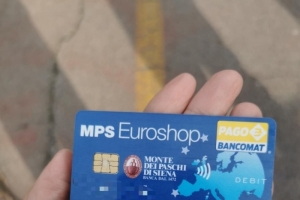 MPS Euroshop
PAGO
BANCOMAT
MONTE
DEI PASCHI
DI SIENA
BANCA DAL 1472
DEBIT